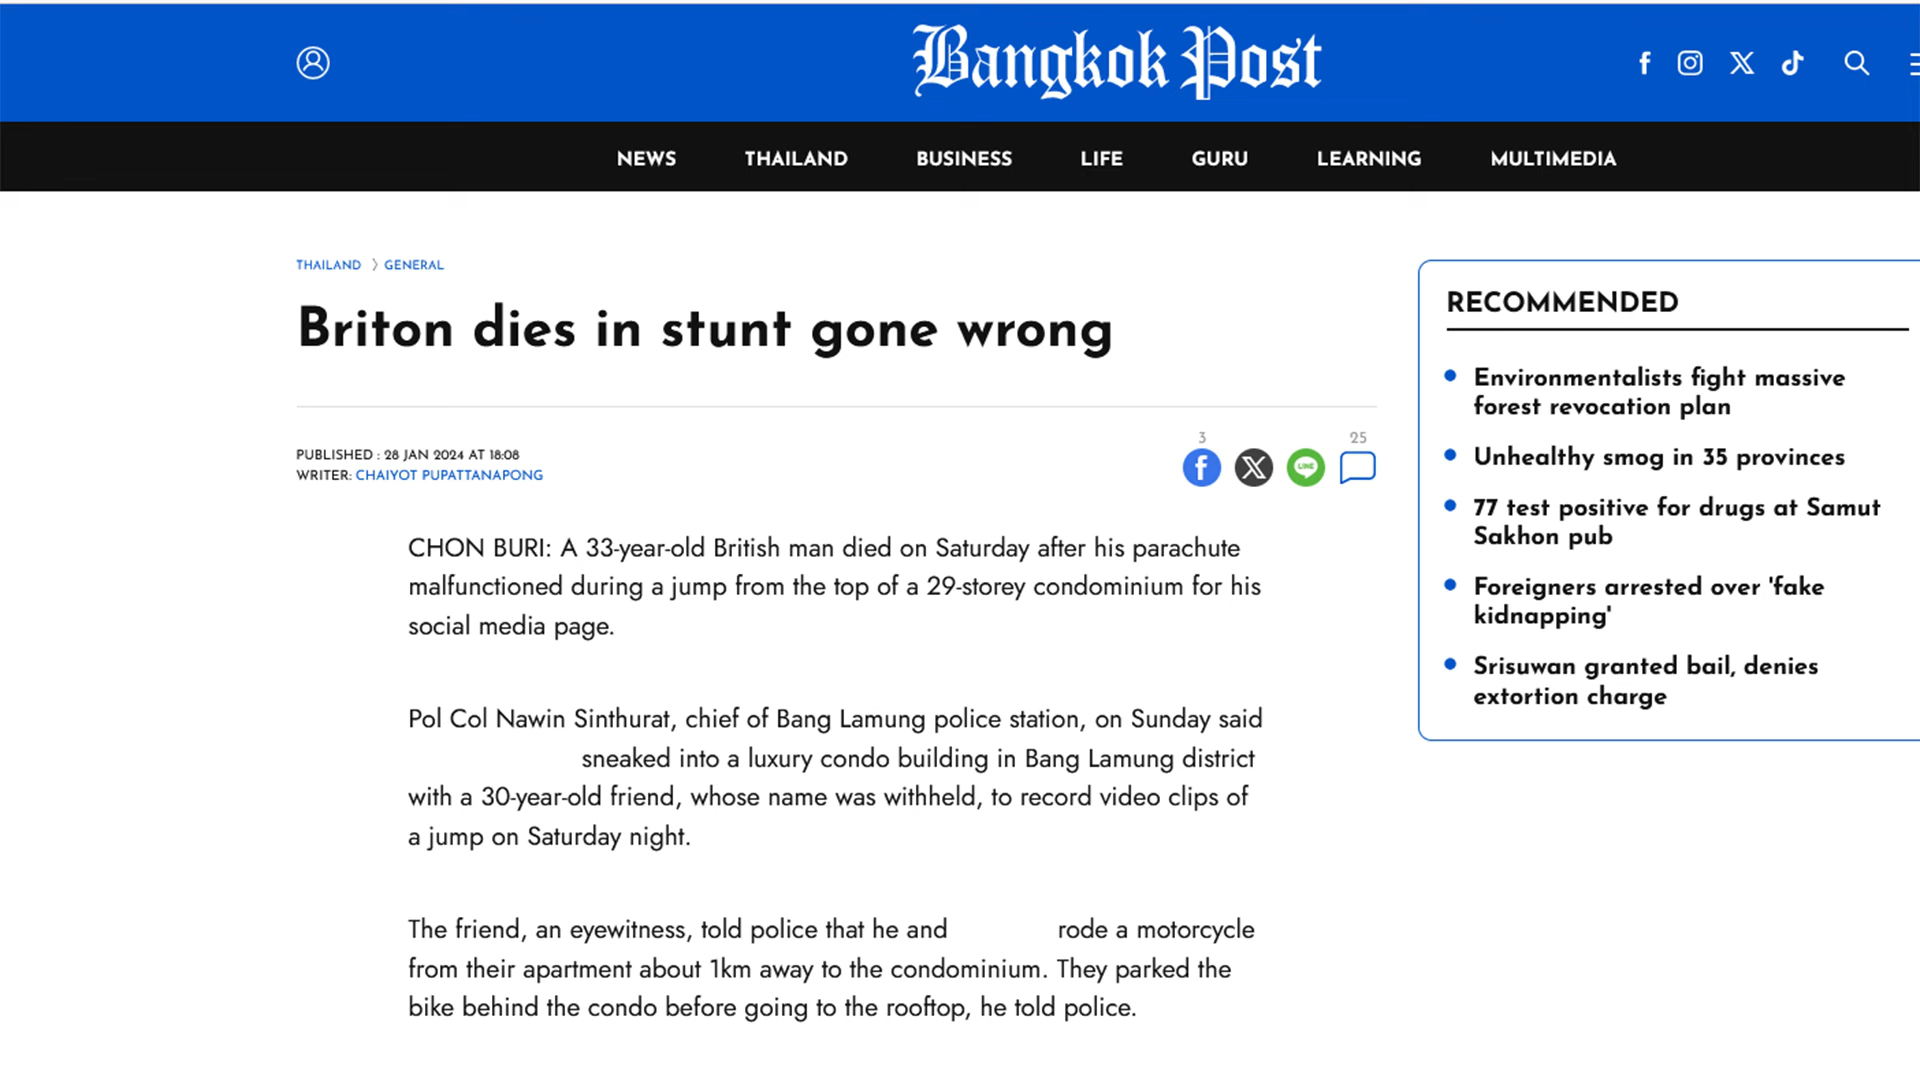 Bangkok Post
NEWS THAILAND BUSINESS LIFE GURU LEARNING MULTIMEDIA
THAILAND > GENERAL
Briton dies in stunt gone wrong
PUBLISHED : 28 JAN 2024 AT 18:08
WRITER: CHAIYOT PUPATTANAPONG
3
25
LINE
CHON BURI: A 33-year-old British man died on Saturday after his parachute
malfunctioned during a jump from the top of a 29-storey condominium for his
social media page.
Pol Col Nawin Sinthurat, chief of Bang Lamung police station, on Sunday said
sneaked into a luxury condo building in Bang Lamung district
with a 30-year-old friend, whose name was withheld, to record video clips of
a jump on Saturday night.
The friend, an eyewitness, told police that he and rode a motorcycle
from their apartment about 1km away to the condominium. They parked the
bike behind the condo before going to the rooftop, he told police.
RECOMMENDED
Environmentalists fight massive
forest revocation plan
Unhealthy smog in 35 provinces
77 test positive for drugs at Samut
Sakhon pub
Foreigners arrested over 'fake
kidnapping'
Srisuwan granted bail, denies
extortion charge